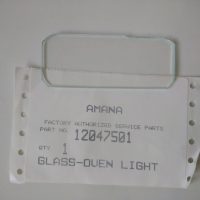 AMANA
FACTORY AUTHORIZED SERVICE PARTS
PART NO. 12047501
QTY 1
GLASS-OVEN LIGHT